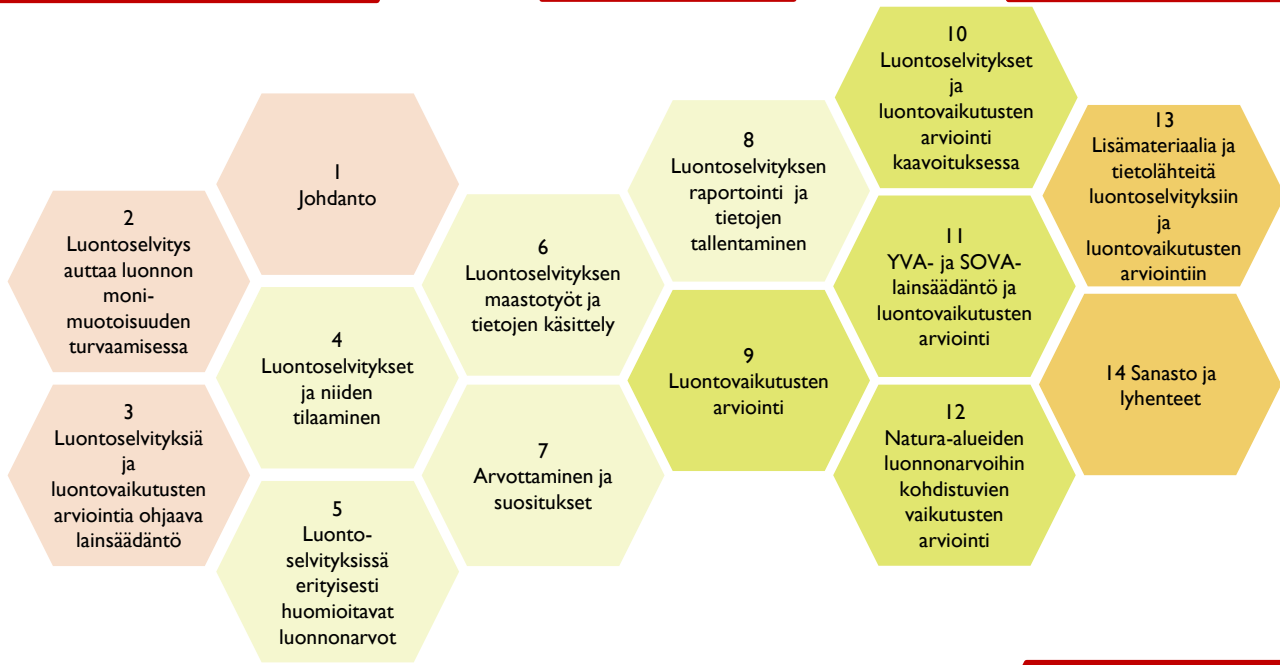 1
Johdanto
2
Luontoselvitys
auttaa luonnon
moni-
muotoisuuden
turvaamisessa
3
Luontoselvityksiä
ja
luontovaikutusten
arviointia ohjaava
lainsäädäntö
4
Luontoselvitykset
ja niiden
tilaaminen
5
Luonto-
selvityksissä
erityisesti
huomioitavat
luonnonarvot
6
Luontoselvityksen
maastotyöt ja
tietojen käsittely
7
Arvottaminen ja
suositukset
8
Luontoselvityksen
raportointi ja
tietojen
tallentaminen
9
Luontovaikutusten
arviointi
10
Luontoselvitykset
ja
luontovaikutusten
arviointi
kaavoituksessa
11
YVA- ja SOVA-
lainsäädäntö ja
luontovaikutusten
arviointi
12
Natura-alueiden
luonnonarvoihin
kohdistuvien
vaikutusten
arviointi
13
Lisämateriaalia ja
tietolähteitä
luontoselvityksiin
ja
luontovaikutusten
arviointiin
14 Sanasto ja
lyhenteet